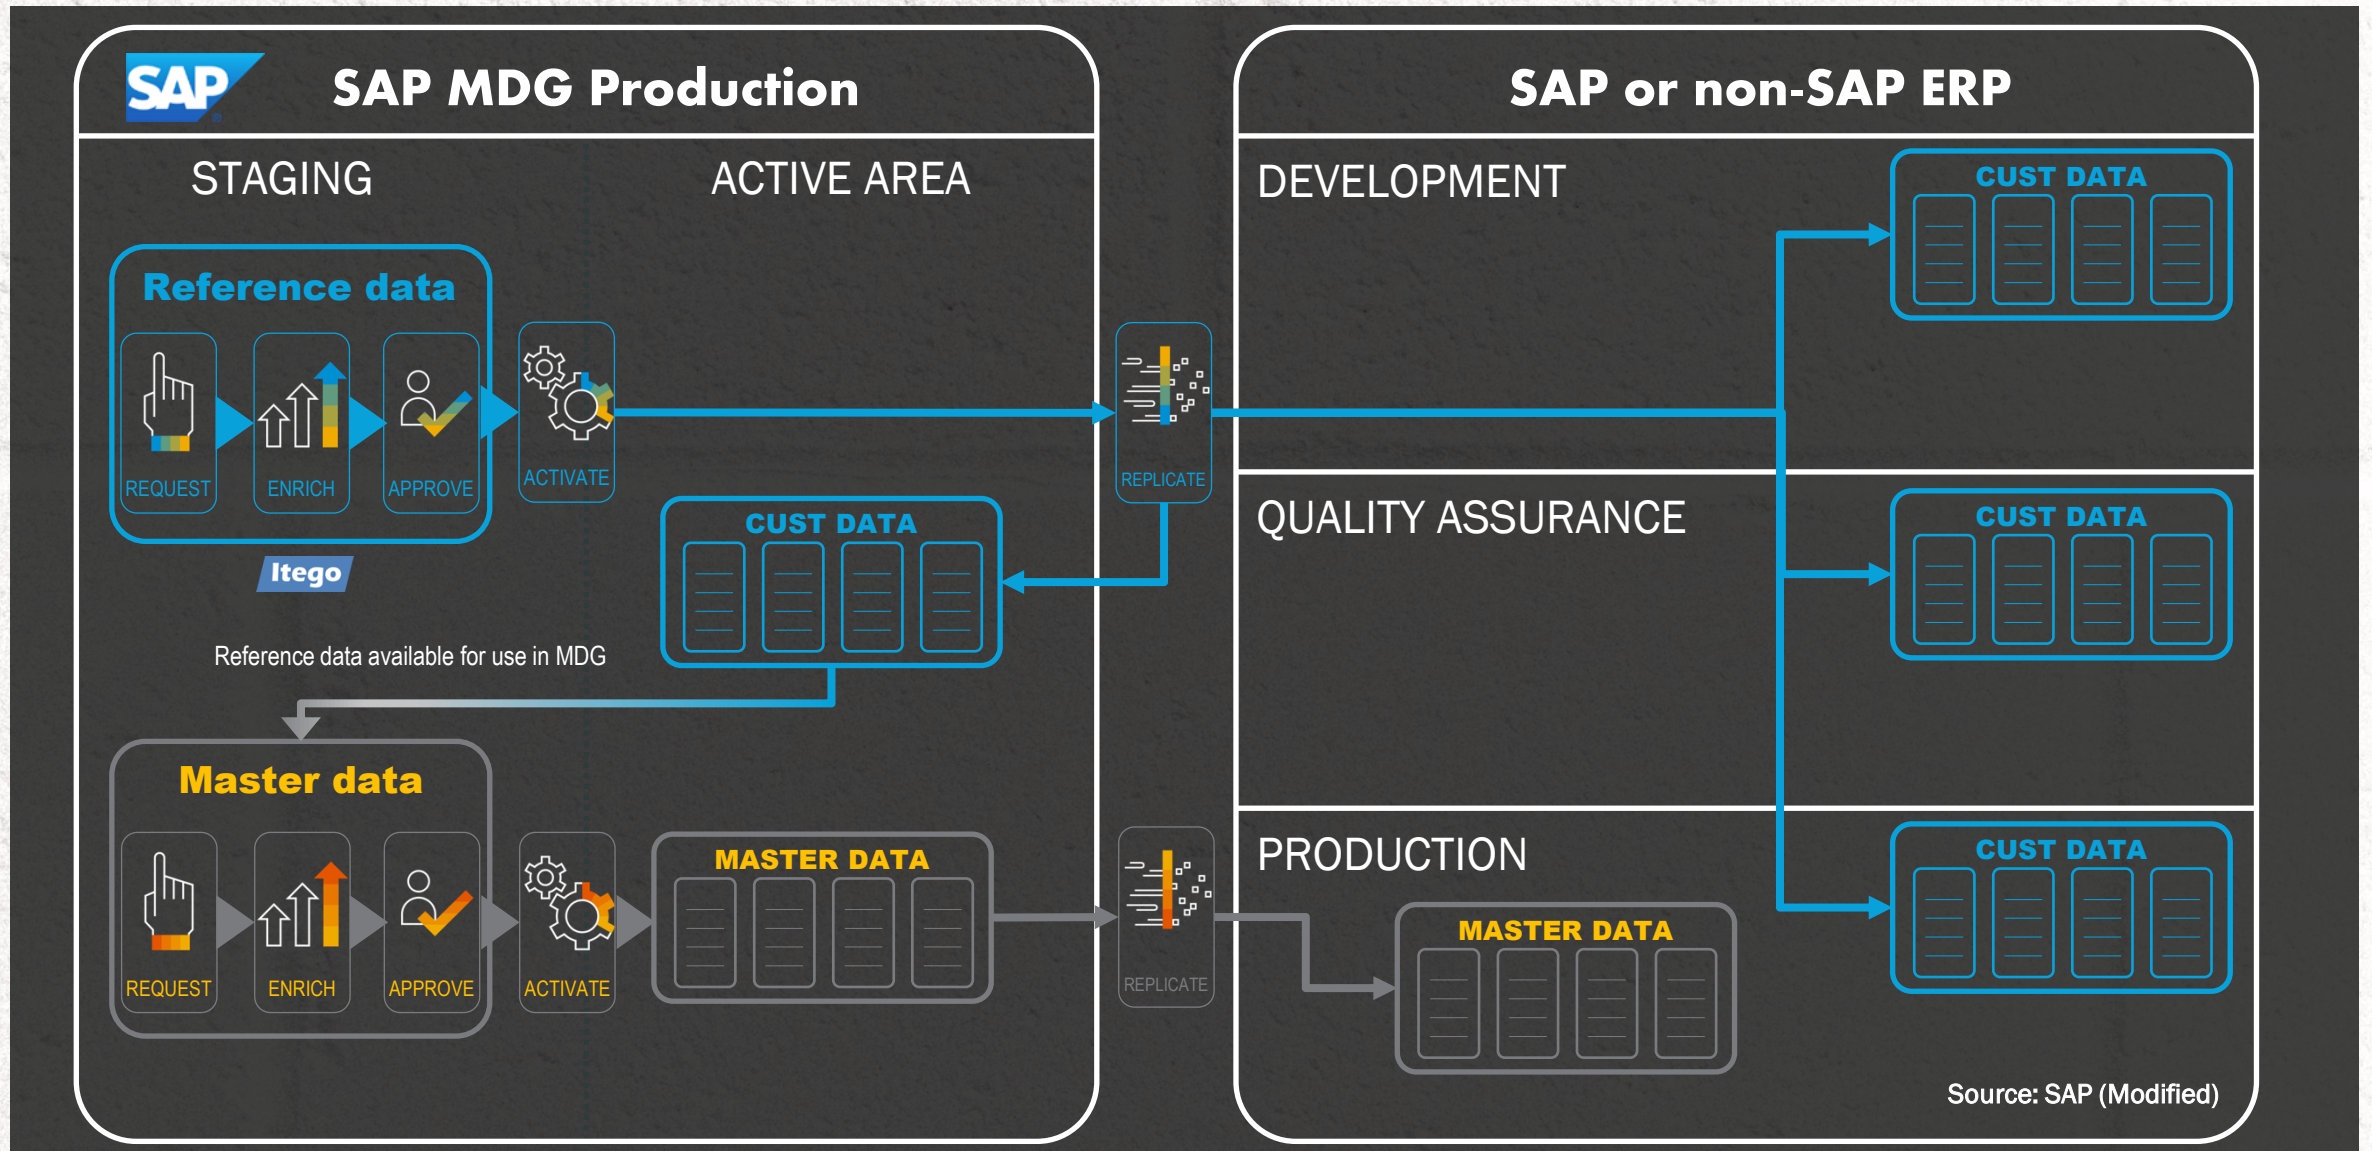 SAP
SAP MDG Production
STAGING
ACTIVE AREA
Reference data
REQUEST
ENRICH
APPROVE
ACTIVATE
REPLICATE
Itego
CUST DATA
Reference data available for use in MDG
Master data
REQUEST
ENRICH
APPROVE
ACTIVATE
MASTER DATA
REPLICATE
SAP or non-SAP ERP
DEVELOPMENT
CUST DATA
QUALITY ASSURANCE
CUST DATA
PRODUCTION
CUST DATA
MASTER DATA
Source: SAP (Modified)